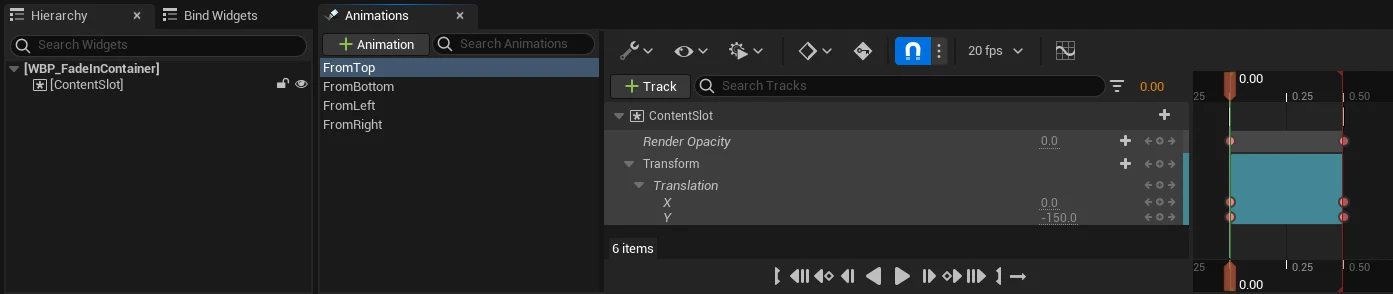 Hierarchy
Bind Widgets
Animations
Search Widgets
Animation
Search Animations
20 fps
[WBP_FadeInContainer]
[ContentSlot]
FromTop
FromBottom
FromLeft
FromRight
Track
Search Tracks
0.00
0.00
25
0.25
0.50
ContentSlot
Render Opacity
0.0
Transform
Translation
X
0.0
Y
-150.0
6 items
25
0.25
0.50
0.00